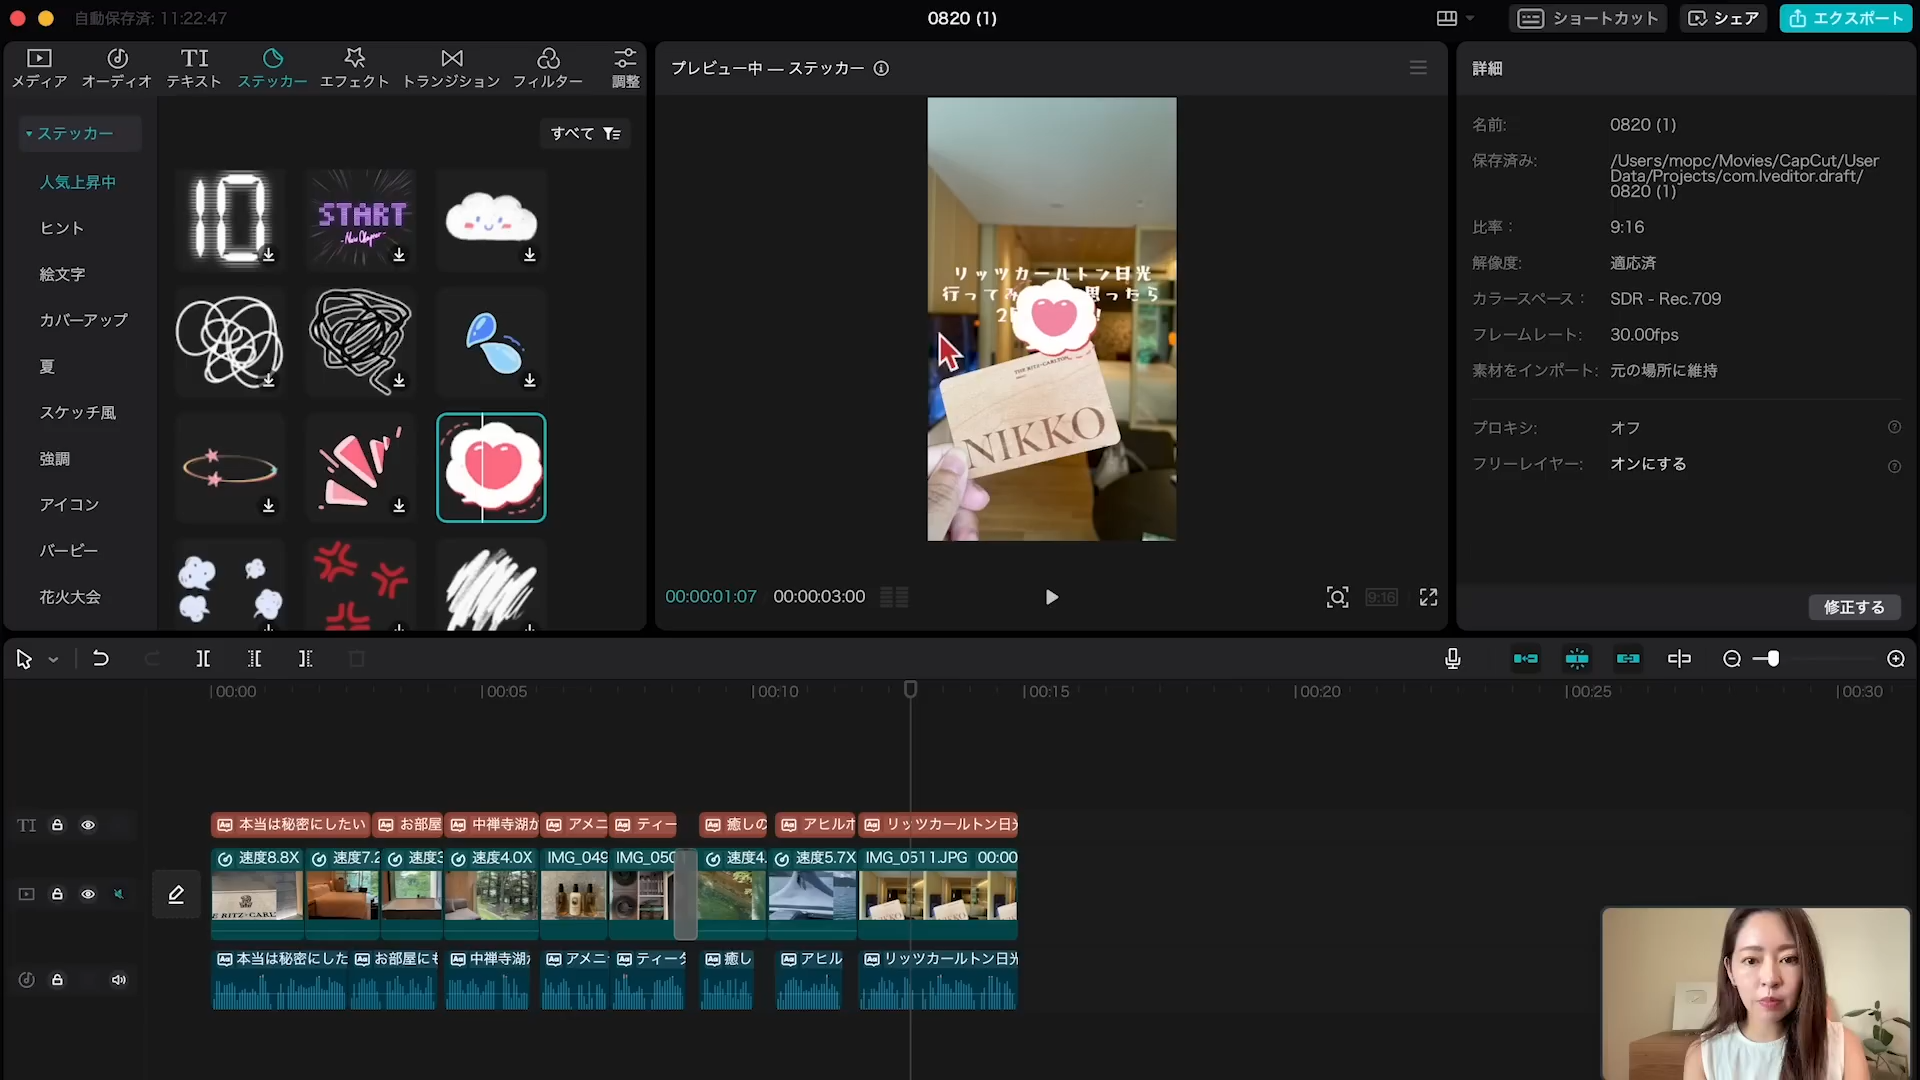 自動保存済: 11:22:47
0820 (1)
ショートカット
シェア
エクスポート
メディア
オーディオ
TI
テキスト
ステッカー
エフェクト
トランジション
フィルター
調整
ステッカー
人気上昇中
ヒント
絵文字
カバーアップ
夏
スケッチ風
強調
アイコン
バービー
花火大会
すべて
10
START
New Chapter
プレビュー中 — ステッカー
リッツカールトン日光
行ってみ
思ったら
THE RITZ-CARLTON
NIKKO
00:00:01:07
00:00:03:00
9:16
詳細
名前:
0820 (1)
保存済み:
/Users/mopc/Movies/CapCut/User
Data/Projects/com.lveditor.draft/
0820 (1)
比率：
9:16
解像度:
適応済
カラースペース：
SDR - Rec.709
フレームレート:
30.00fps
素材をインポート:
元の場所に維持
プロキシ:
オフ
フリーレイヤー:
オンにする
修正する
00:00
00:05
00:10
00:15
00:20
00:25
00:30
TI
本当は秘密にしたい
お部屋
中禅寺湖が
アメニ
ティー
癒しの
アヒルボ
リッツカールトン日光
速度8.8X
速度7.2
速度3
速度4.0X
IMG_049
IMG_050
速度4.
速度5.7X
IMG_0511.JPG
00:00
本当は秘密にした
お部屋にも
中禅寺湖が
アメニ
ティータ
癒し
アヒル
リッツカールトン日光